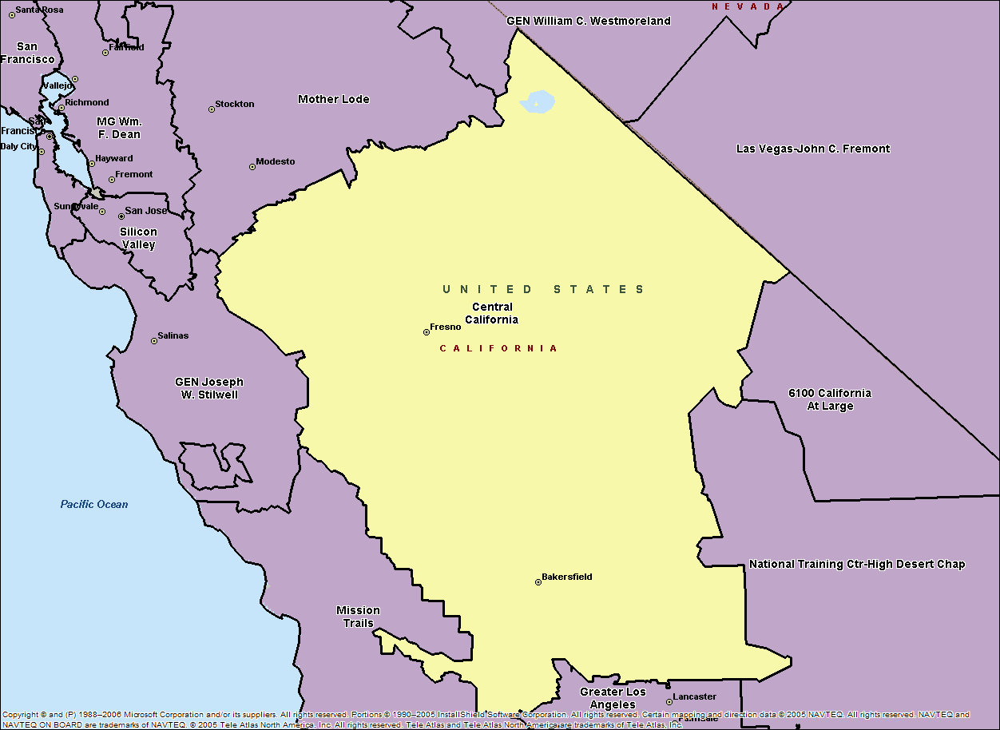 Santa Rosa
NEVADA
GEN William C. Westmoreland
San
Francisco
Fairfield
Vallejo
Richmond
Stockton
Mother Lode
San
Francisco
MG Wm.
F. Dean
Daly City
Las Vegas-John C. Fremont
Hayward
Modesto
Fremont
Sunnyvale
San Jose
Silicon
Valley
UNITED STATES
Central
California
Fresno
CALIFORNIA
Salinas
GEN Joseph
W. Stilwell
6100 California
At Large
Pacific Ocean
National Training Ctr-High Desert Chap
Bakersfield
Mission
Trails
Greater Los
Angeles
Lancaster
Palmdale
Copyright © and (P) 1988–2006 Microsoft Corporation and/or its suppliers. All rights reserved. Portions © 1990–2005 InstallShield Software Corporation. All rights reserved. Certain mapping and direction data © 2005 NAVTEQ. All rights reserved. NAVTEQ and
NAVTEQ ON BOARD are trademarks of NAVTEQ. © 2005 Tele Atlas North America, Inc. All rights reserved. Tele Atlas and Tele Atlas North America are trademarks of Tele Atlas, Inc.